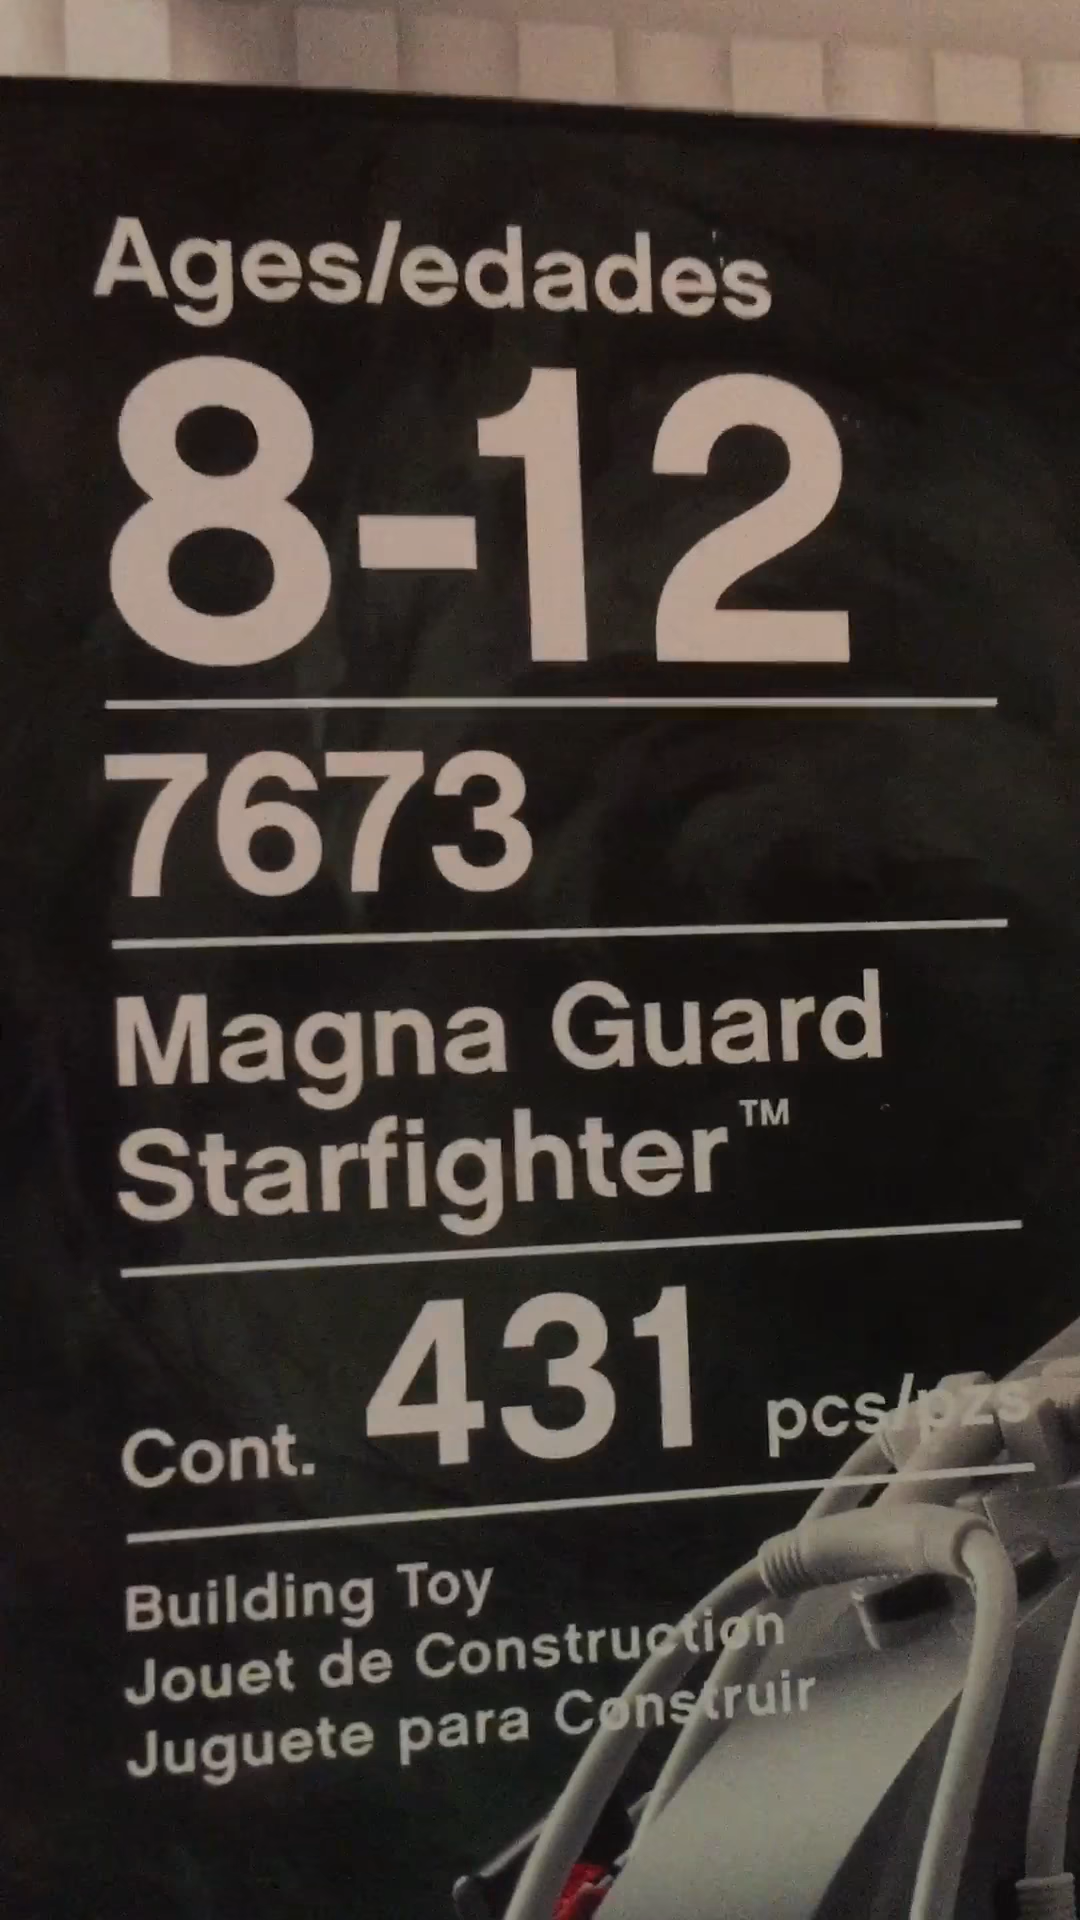 Ages/edades
8-12
7673
Magna Guard
Starfighter™
Cont. 431 pcs/pzs
Building Toy
Jouet de Construction
Juguete para Construir